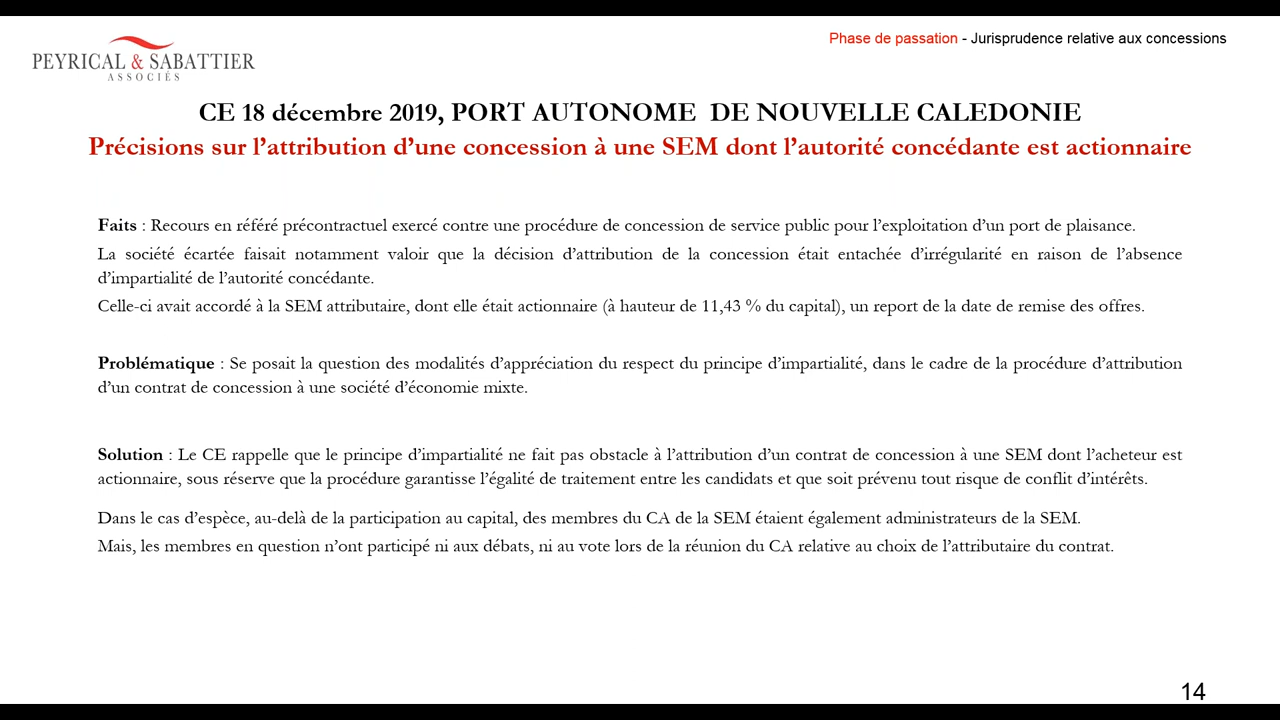 PEYRICAL & SABATTIER
ASSOCIÉS
Phase de passation - Jurisprudence relative aux concessions
CE 18 décembre 2019, PORT AUTONOME DE NOUVELLE CALEDONIE
Précisions sur l'attribution d'une concession à une SEM dont l'autorité concédante est actionnaire
Faits : Recours en référé précontractuel exercé contre une procédure de concession de service public pour l'exploitation d'un port de plaisance.
La société écartée faisait notamment valoir que la décision d'attribution de la concession était entachée d'irrégularité en raison de l'absence
d'impartialité de l'autorité concédante.
Celle-ci avait accordé à la SEM attributaire, dont elle était actionnaire (à hauteur de 11,43 % du capital), un report de la date de remise des offres.
Problématique : Se posait la question des modalités d'appréciation du respect du principe d'impartialité, dans le cadre de la procédure d'attribution
d'un contrat de concession à une société d'économie mixte.
Solution : Le CE rappelle que le principe d'impartialité ne fait pas obstacle à l'attribution d'un contrat de concession à une SEM dont l'acheteur est
actionnaire, sous réserve que la procédure garantisse l'égalité de traitement entre les candidats et que soit prévenu tout risque de conflit d'intérêts.
Dans le cas d'espèce, au-delà de la participation au capital, des membres du CA de la SEM étaient également administrateurs de la SEM.
Mais, les membres en question n'ont participé ni aux débats, ni au vote lors de la réunion du CA relative au choix de l'attributaire du contrat.
14